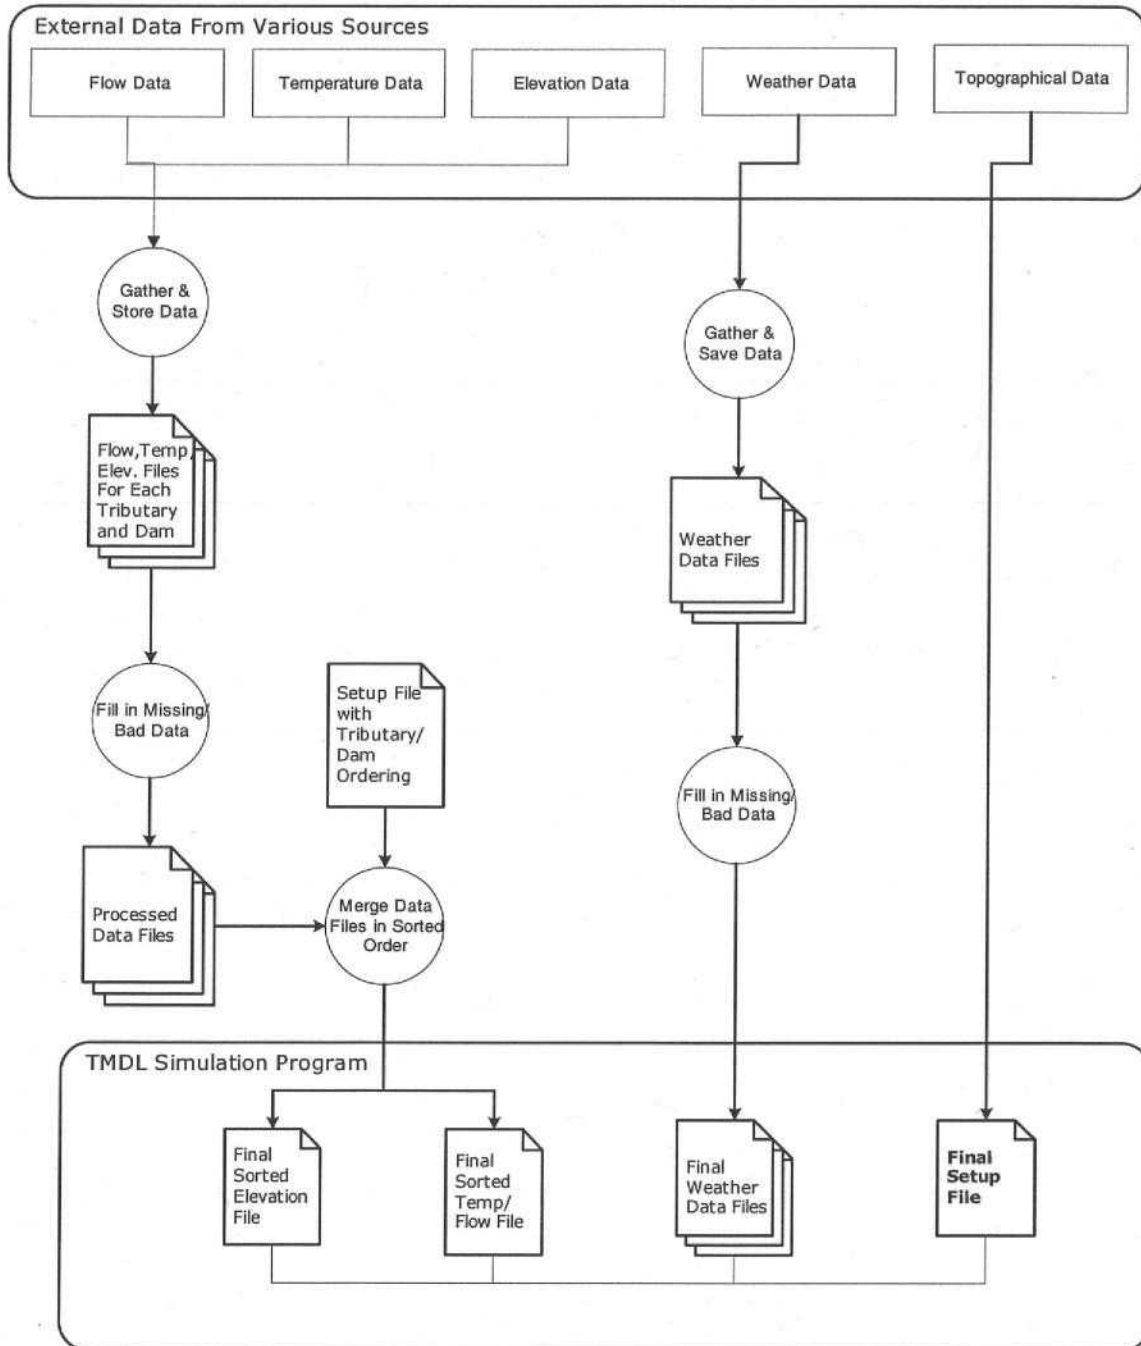 External Data From Various Sources
Flow Data
Temperature Data
Elevation Data
Weather Data
Topographical Data
Gather &
Store Data
Gather &
Save Data
Flow,Temp,
Elev. Files
For Each
Tributary
and Dam
Weather
Data Files
Fill in Missing/
Bad Data
Setup File
with
Tributary/
Dam
Ordering
Fill in Missing/
Bad Data
Processed
Data Files
Merge Data
Files in Sorted
Order
TMDL Simulation Program
Final
Sorted
Elevation
File
Final
Sorted
Temp/
Flow File
Final
Weather
Data Files
Final
Setup
File